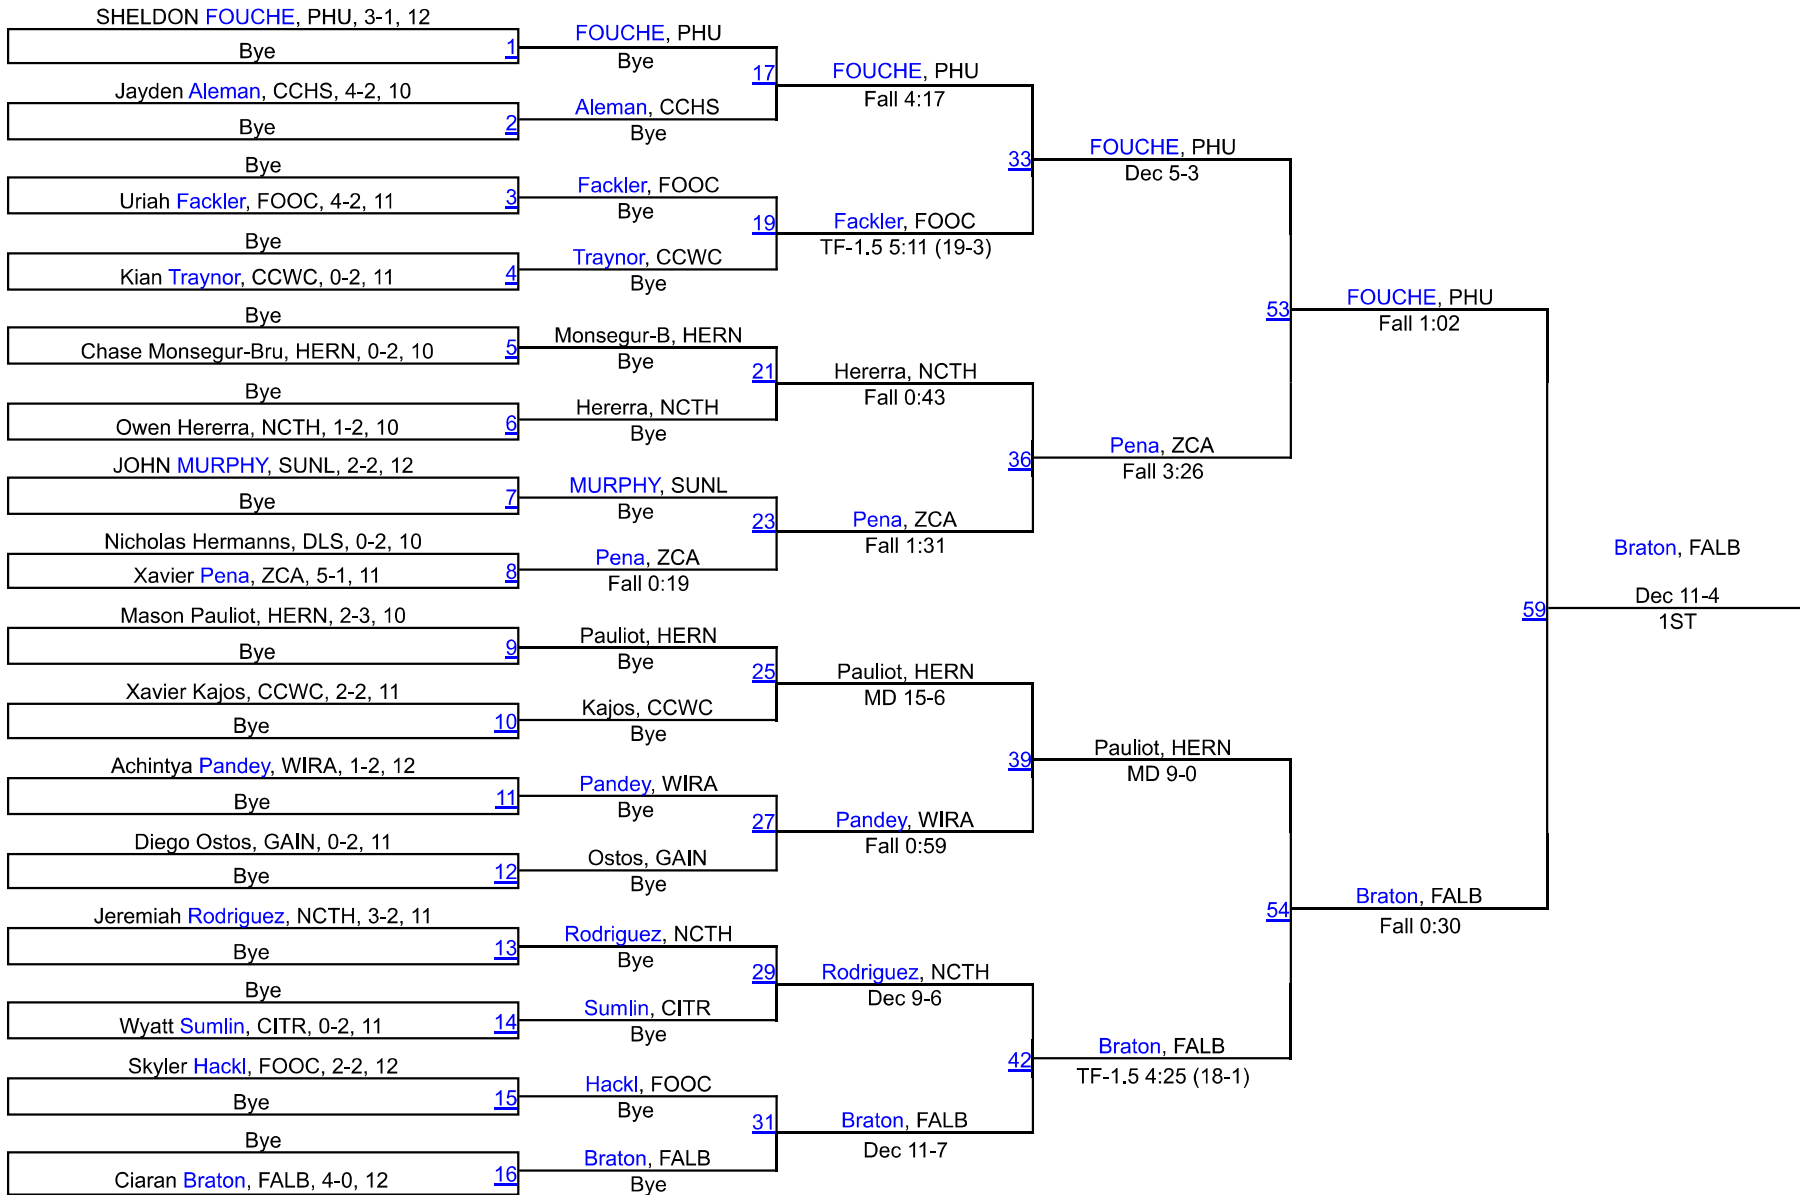 SHELDON FOUCHE, PHU, 3-1, 12
Bye
1
Jayden Aleman, CCHS, 4-2, 10
Bye
2
Bye
Uriah Fackler, FOOC, 4-2, 11
3
Bye
Kian Traynor, CCWC, 0-2, 11
4
Bye
Chase Monsegur-Bru, HERN, 0-2, 10
5
Bye
Owen Hererra, NCTH, 1-2, 10
6
JOHN MURPHY, SUNL, 2-2, 12
Bye
7
Nicholas Hermanns, DLS, 0-2, 10
Xavier Pena, ZCA, 5-1, 11
8
Mason Pauliot, HERN, 2-3, 10
Bye
9
Xavier Kajos, CCWC, 2-2, 11
Bye
10
Achintya Pandey, WIRA, 1-2, 12
Bye
11
Diego Ostos, GAIN, 0-2, 11
Bye
12
Jeremiah Rodriguez, NCTH, 3-2, 11
Bye
13
Bye
Wyatt Sumlin, CITR, 0-2, 11
14
Skyler Hackl, FOOC, 2-2, 12
Bye
15
Bye
Ciaran Braton, FALB, 4-0, 12
16
FOUCHE, PHU
Bye
17
Aleman, CCHS
Bye
Fackler, FOOC
Bye
19
Traynor, CCWC
Bye
Monsegur-B, HERN
Bye
21
Hererra, NCTH
Bye
MURPHY, SUNL
Bye
23
Pena, ZCA
Fall 0:19
Pauliot, HERN
Bye
25
Kajos, CCWC
Bye
Pandey, WIRA
Bye
27
Ostos, GAIN
Bye
Rodriguez, NCTH
Bye
29
Sumlin, CITR
Bye
Hackl, FOOC
Bye
31
Braton, FALB
Bye
FOUCHE, PHU
Fall 4:17
33
Fackler, FOOC
TF-1.5 5:11 (19-3)
Hererra, NCTH
Fall 0:43
36
Pena, ZCA
Fall 1:31
Pauliot, HERN
MD 15-6
39
Pandey, WIRA
Fall 0:59
Rodriguez, NCTH
Dec 9-6
42
Braton, FALB
Dec 11-7
FOUCHE, PHU
Dec 5-3
53
Pena, ZCA
Fall 3:26
Pauliot, HERN
MD 9-0
54
Braton, FALB
TF-1.5 4:25 (18-1)
FOUCHE, PHU
Fall 1:02
59
Braton, FALB
Fall 0:30
Braton, FALB
Dec 11-4
1ST